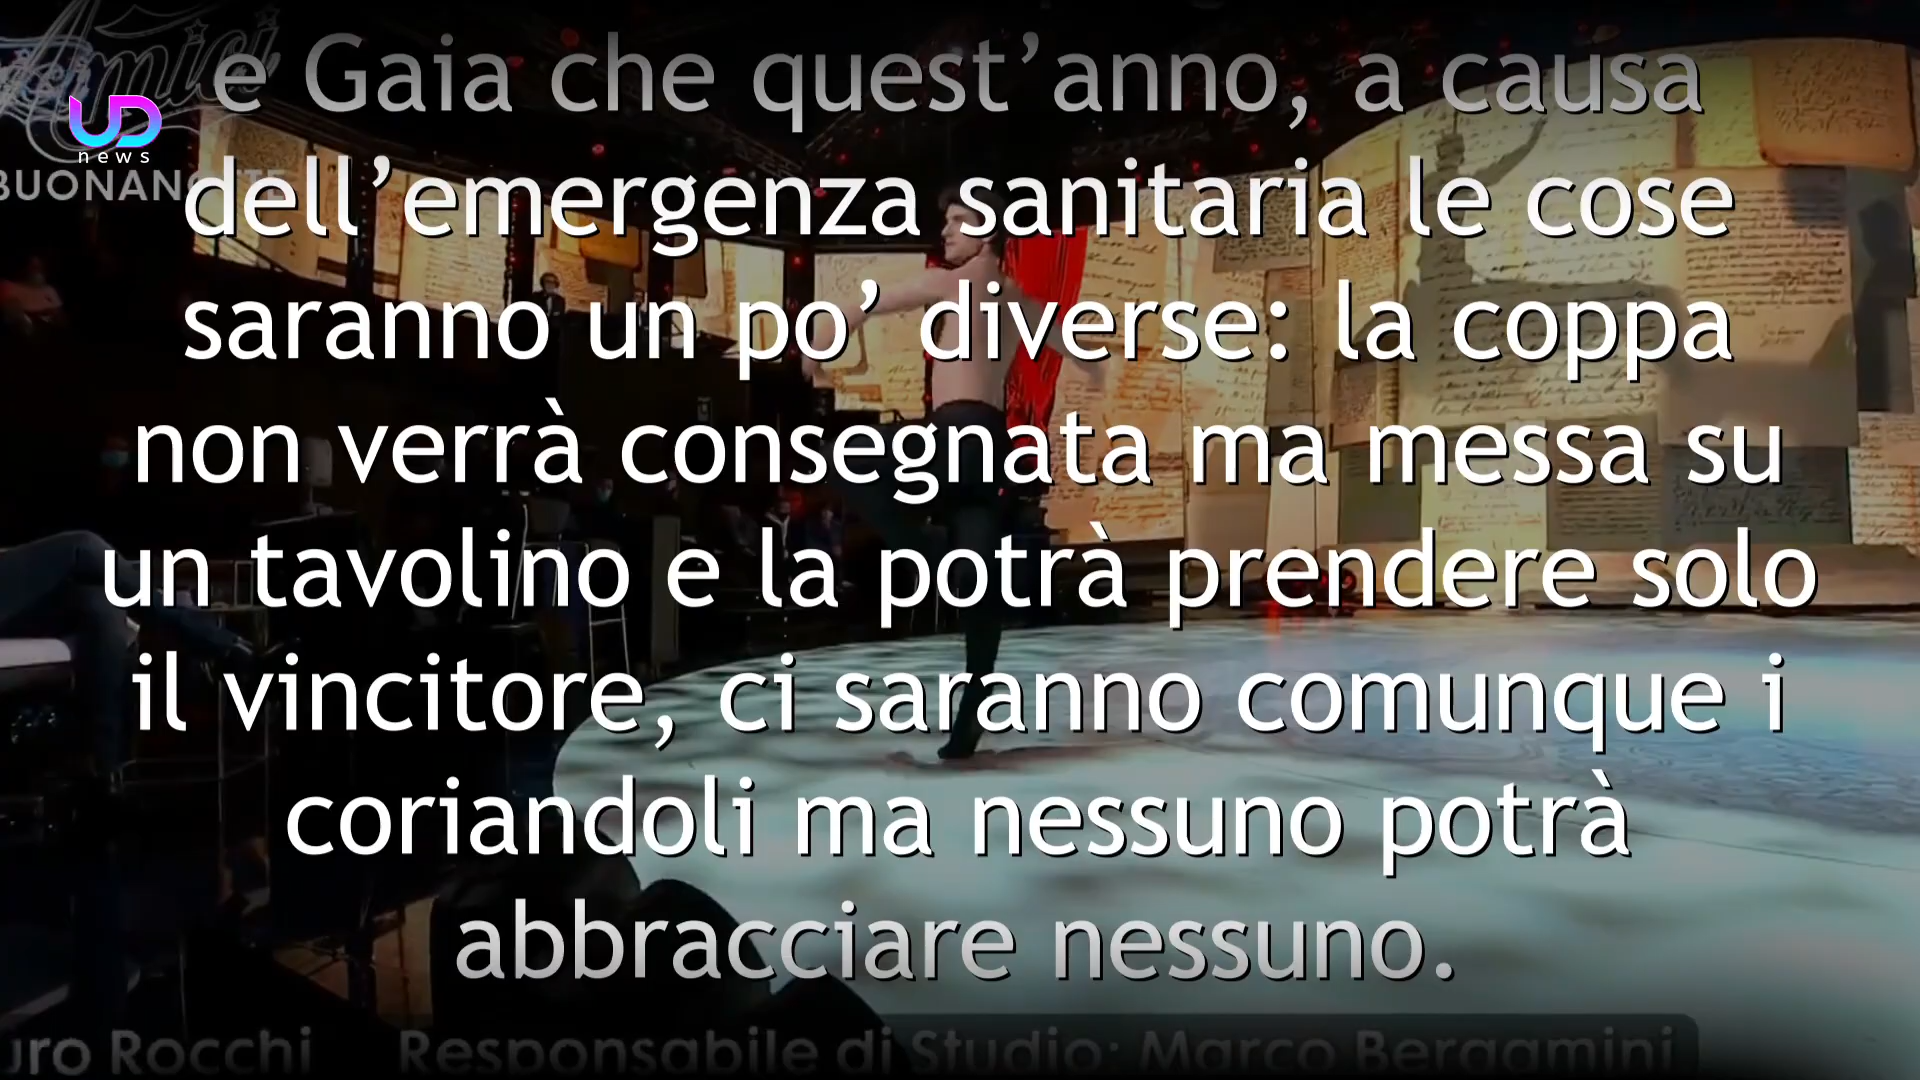 Amici
UD
news
e Gaia che quest’anno, a causa
dell’emergenza sanitaria le cose
saranno un po’ diverse: la coppa
non verrà consegnata ma messa su
un tavolino e la potrà prendere solo
il vincitore, ci saranno comunque i
coriandoli ma nessuno potrà
abbracciare nessuno.
Rocchi Responsabile di Studio: Marco Bergamini